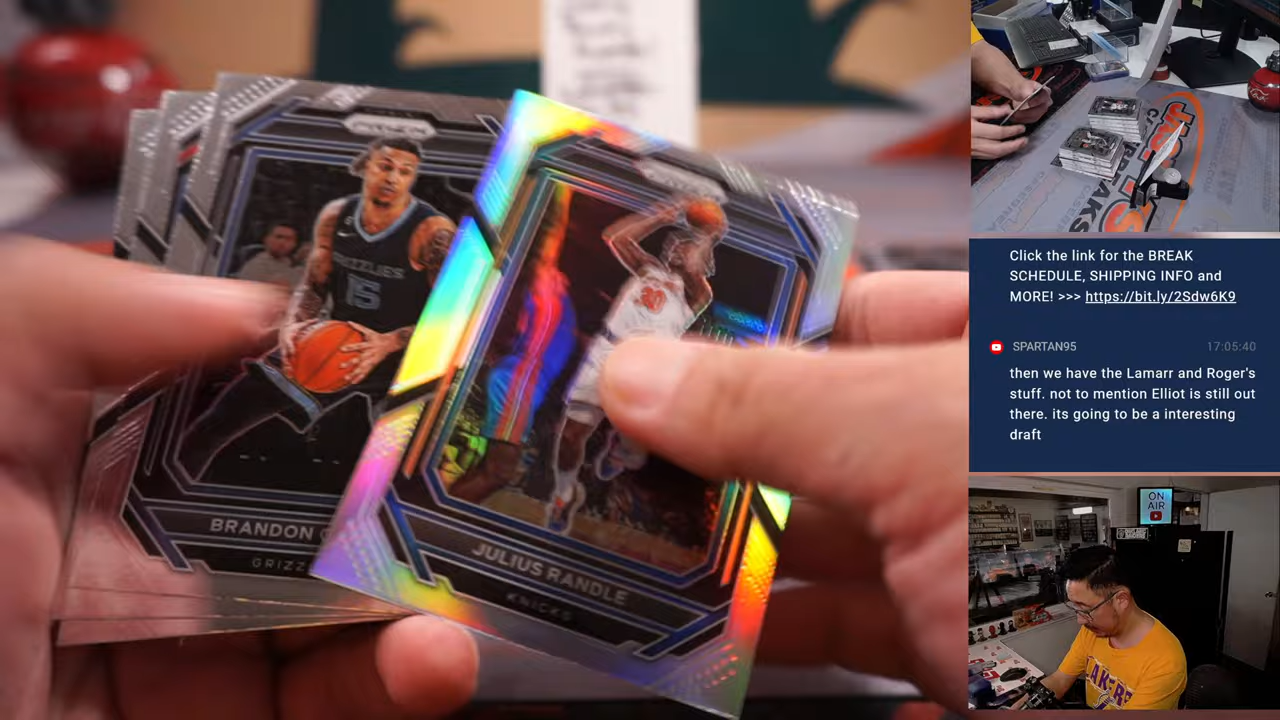 PRIZM
GRIZZLIES
15
BRANDON
GRIZZ
30
JULIUS RANDLE
KNICKS
Click the link for the BREAK
SCHEDULE, SHIPPING INFO and
MORE! >>> https://bit.ly/2Sdw6K9
SPARTAN95 17:05:40
then we have the Lamarr and Roger's
stuff. not to mention Elliot is still out
there. its going to be a interesting
draft
ON
AIR
LAKERS